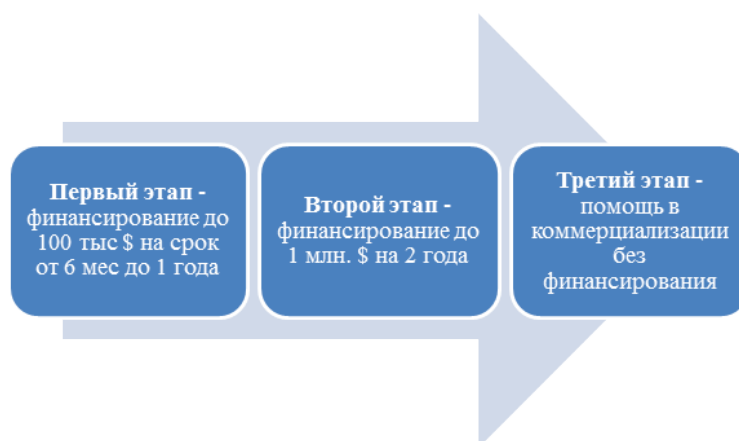 Первый этап -
финансирование до
100 тыс $ на срок
от 6 мес до 1 года
Второй этап -
финансирование до
1 млн. $ на 2 года
Третий этап -
помощь в
коммерциализации
без
финансирования